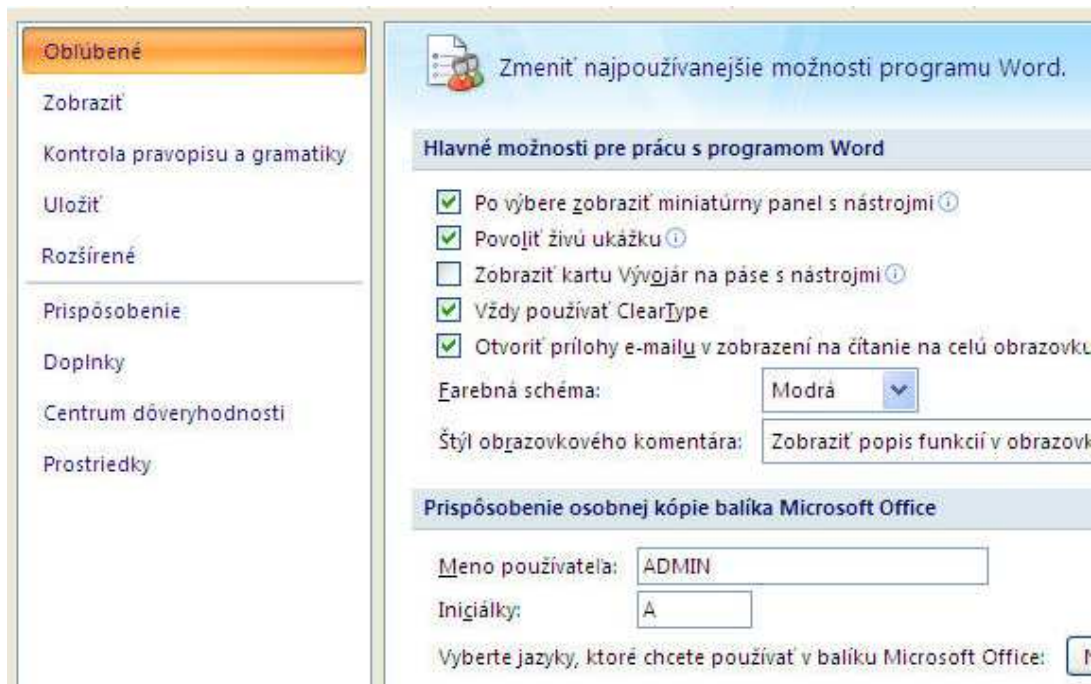 Obľúbené
Zobraziť
Kontrola pravopisu a gramatiky
Uložiť
Rozšírené
Prispôsobenie
Doplnky
Centrum dôveryhodnosti
Prostriedky
Zmeniť najpoužívanejšie možnosti programu Word.
Hlavné možnosti pre prácu s programom Word
Po výbere zobraziť miniatúrny panel s nástrojmi
Povoliť živú ukážku
Zobraziť kartu Vývojár na páse s nástrojmi
Vždy používať ClearType
Otvoriť prílohy e-mailu v zobrazení na čítanie na celú obrazovku
Farebná schéma: Modrá
Štýl obrazovkového komentára: Zobraziť popis funkcií v
Prispôsobenie osobnej kópie balíka Microsoft Office
Meno používateľa: ADMIN
Iniciálky: A
Vyberte jazyky, ktoré chcete používať v balíku Microsoft Office: